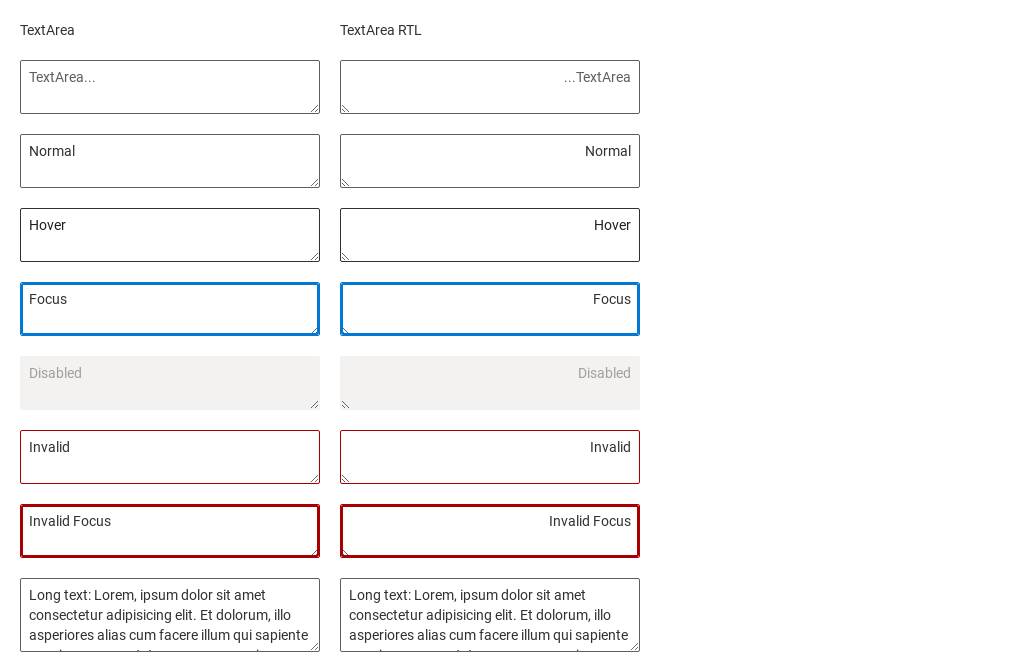 TextArea
TextArea RTL
TextArea...
...TextArea
Normal
Normal
Hover
Hover
Focus
Focus
Disabled
Disabled
Invalid
Invalid
Invalid Focus
Invalid Focus
Long text: Lorem, ipsum dolor sit amet
consectetur adipisicing elit. Et dolorum, illo
asperiores alias cum facere illum qui sapiente
Long text: Lorem, ipsum dolor sit amet
consectetur adipisicing elit. Et dolorum, illo
asperiores alias cum facere illum qui sapiente